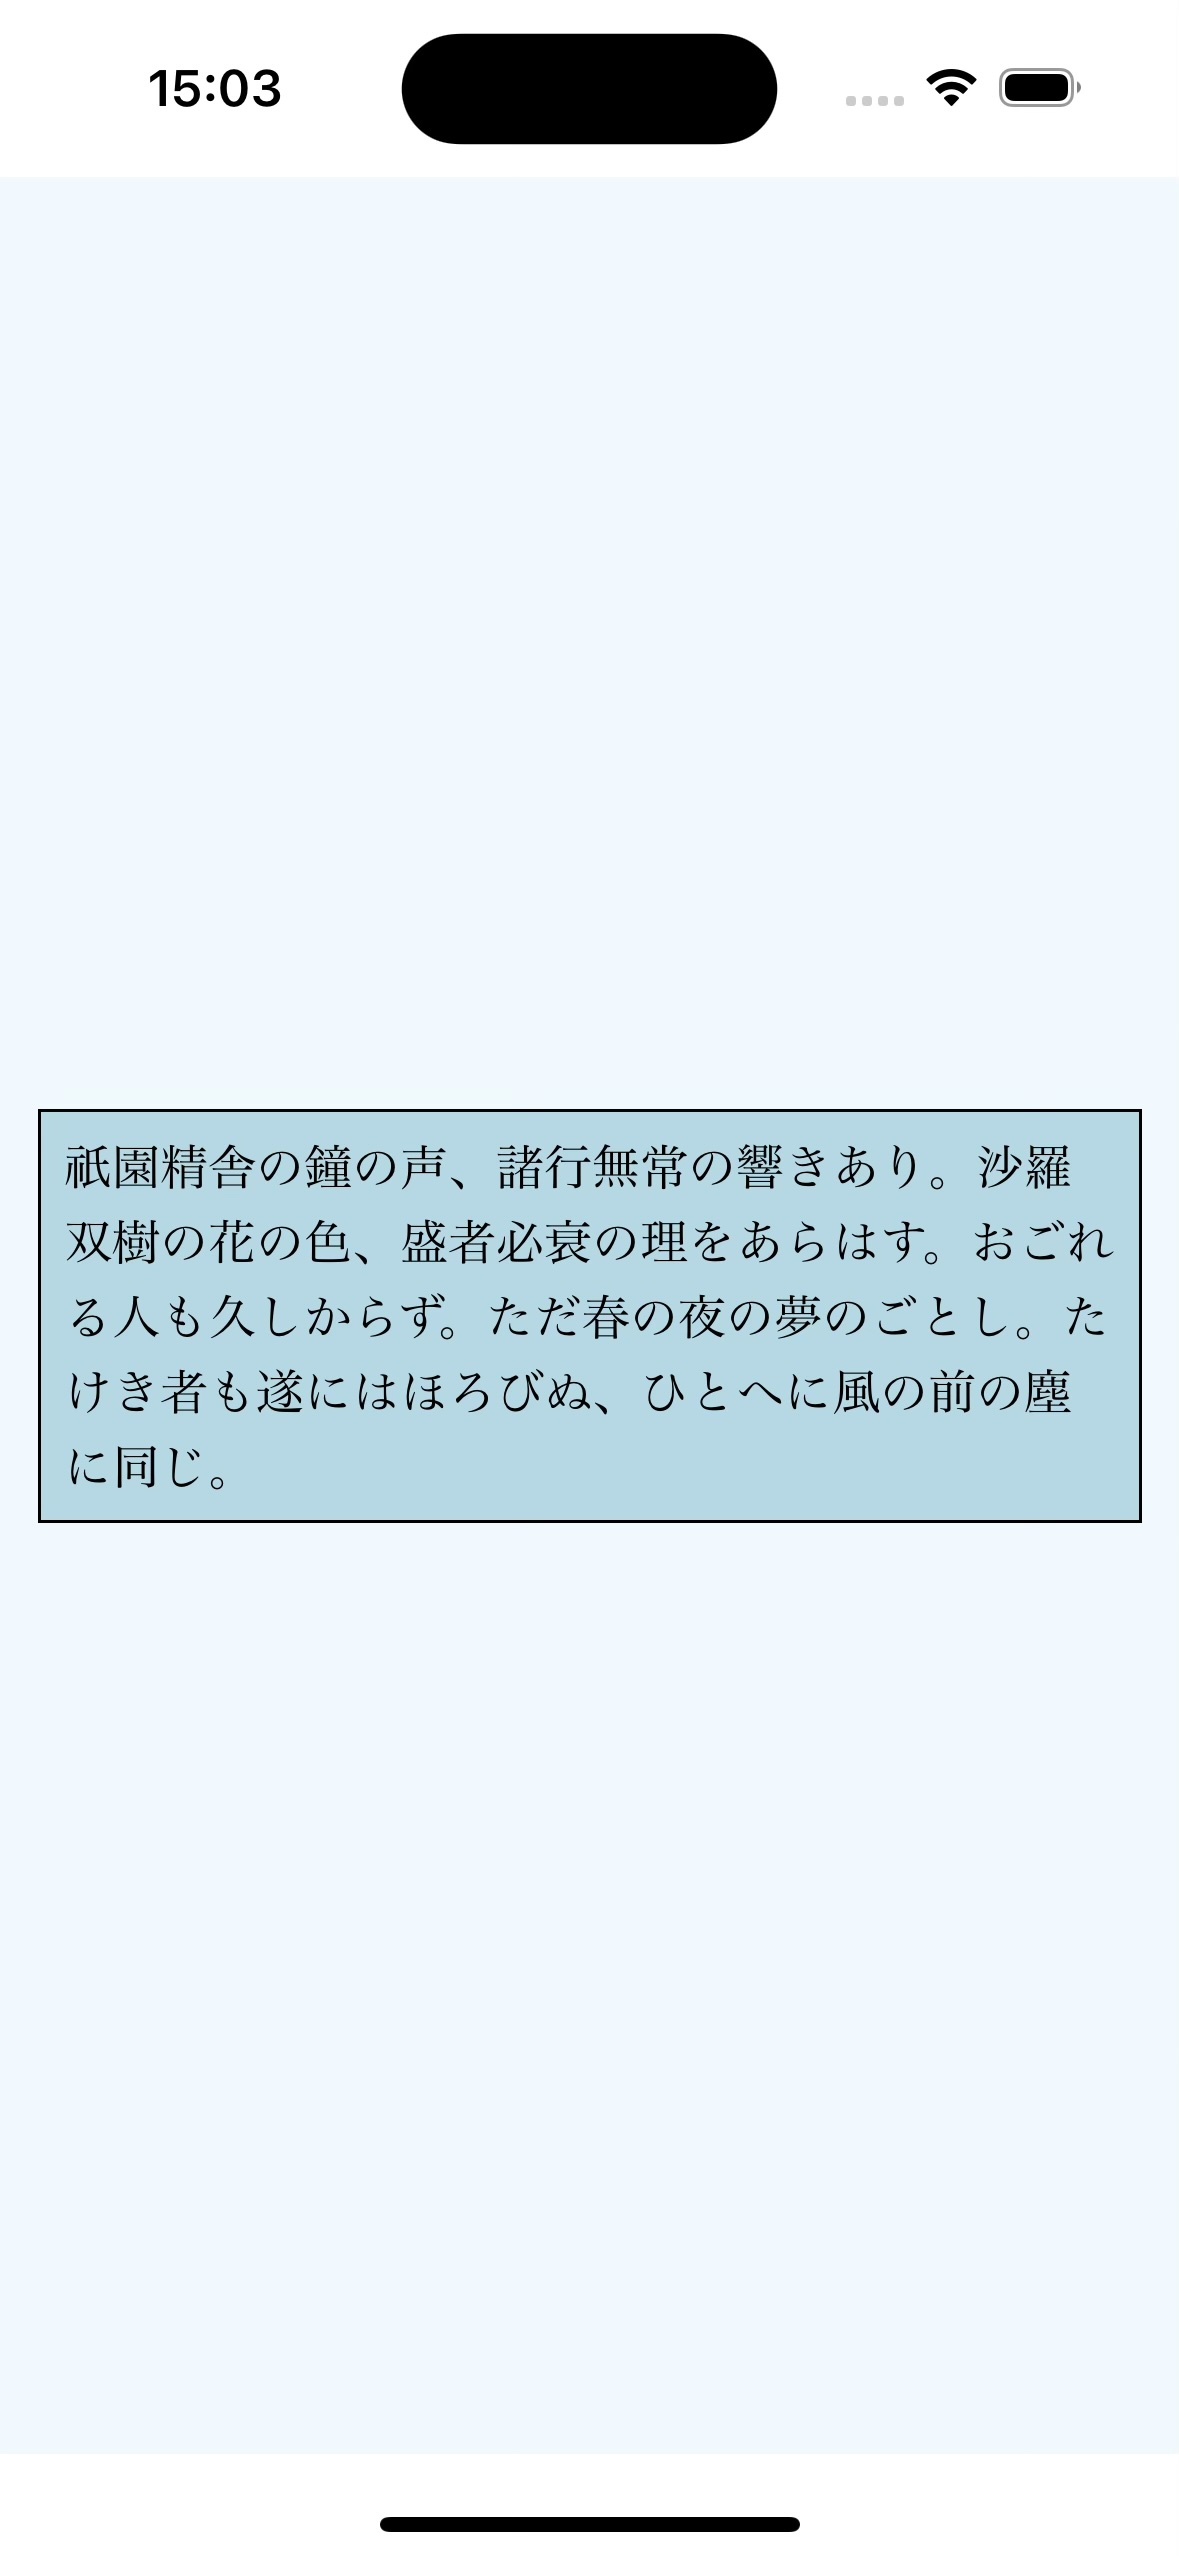 15:03
祇園精舎の鐘の声、諸行無常の響きあり。沙羅
双樹の花の色、盛者必衰の理をあらはす。おごれ
る人も久しからず。ただ春の夜の夢のごとし。た
けき者も遂にはほろびぬ、ひとへに風の前の塵
に同じ。